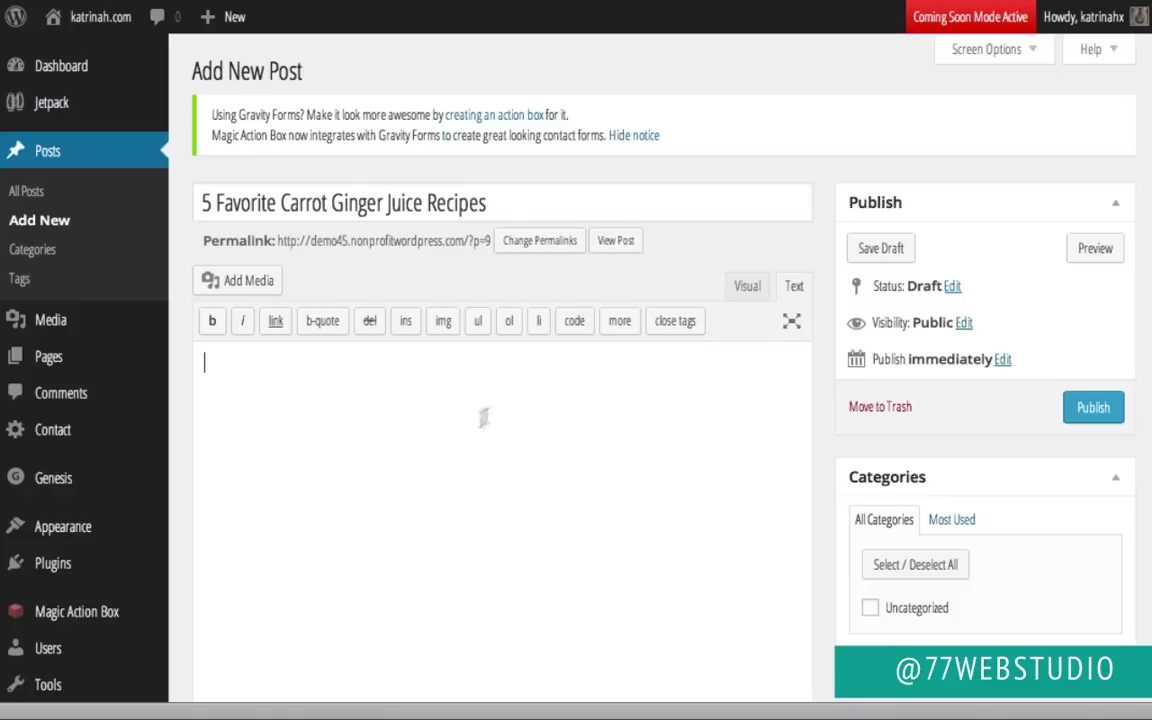 katrinah.com 0 New Coming Soon Mode Active Howdy, katrinahx
Screen Options Help
Dashboard
Jetpack
Posts
All Posts
Add New
Categories
Tags
Media
Pages
Comments
Contact
Genesis
Appearance
Plugins
Magic Action Box
Users
Tools
Add New Post
Using Gravity Forms? Make it look more awesome by creating an action box for it.
Magic Action Box now integrates with Gravity Forms to create great looking contact forms. Hide notice
5 Favorite Carrot Ginger Juice Recipes
Permalink: http://demo45.nonprofitwordpress.com/?p=9 Change Permalinks View Post
Add Media
Visual Text
b i link b-quote del ins img ul ol li code more close tags
Publish
Save Draft Preview
Status: Draft Edit
Visibility: Public Edit
Publish immediately Edit
Move to Trash Publish
Categories
All Categories Most Used
Select / Deselect All
Uncategorized
@77WEBSTUDIO